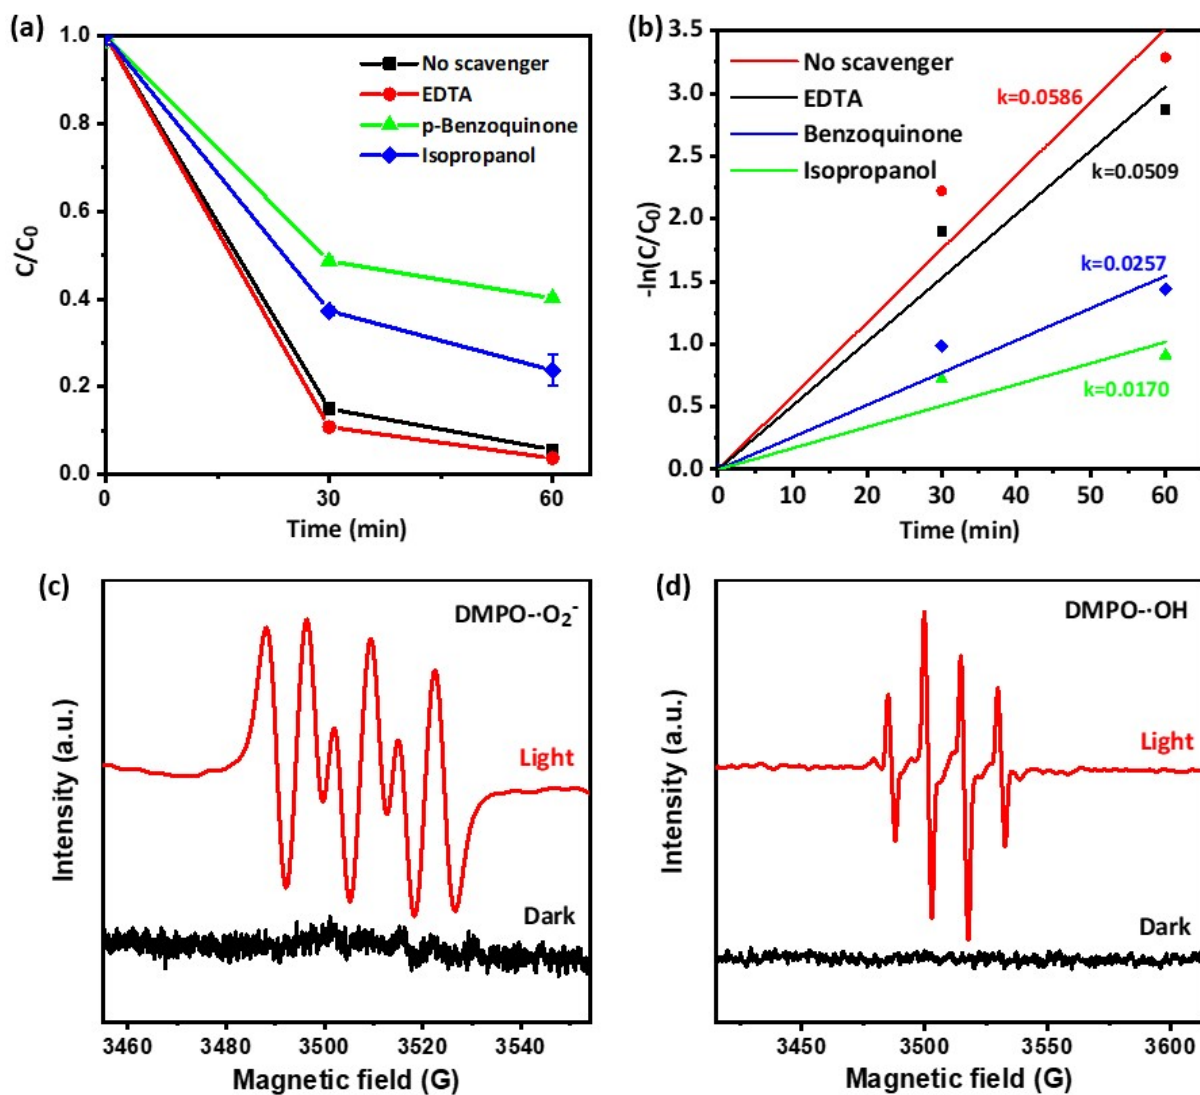 (a)
1.0
0.8
0.6
0.4
0.2
0.0
C/C₀
No scavenger
EDTA
p-Benzoquinone
Isopropanol
0 30 60
Time (min)
(b)
3.5
3.0
2.5
2.0
1.5
1.0
0.5
0.0
-ln(C/C₀)
No scavenger
EDTA
Benzoquinone
Isopropanol
k=0.0586
k=0.0509
k=0.0257
k=0.0170
0 10 20 30 40 50 60
Time (min)
(c)
DMPO-·O₂⁻
Intensity (a.u.)
Light
Dark
3460 3480 3500 3520 3540
Magnetic field (G)
(d)
DMPO-·OH
Intensity (a.u.)
Light
Dark
3450 3500 3550 3600
Magnetic field (G)